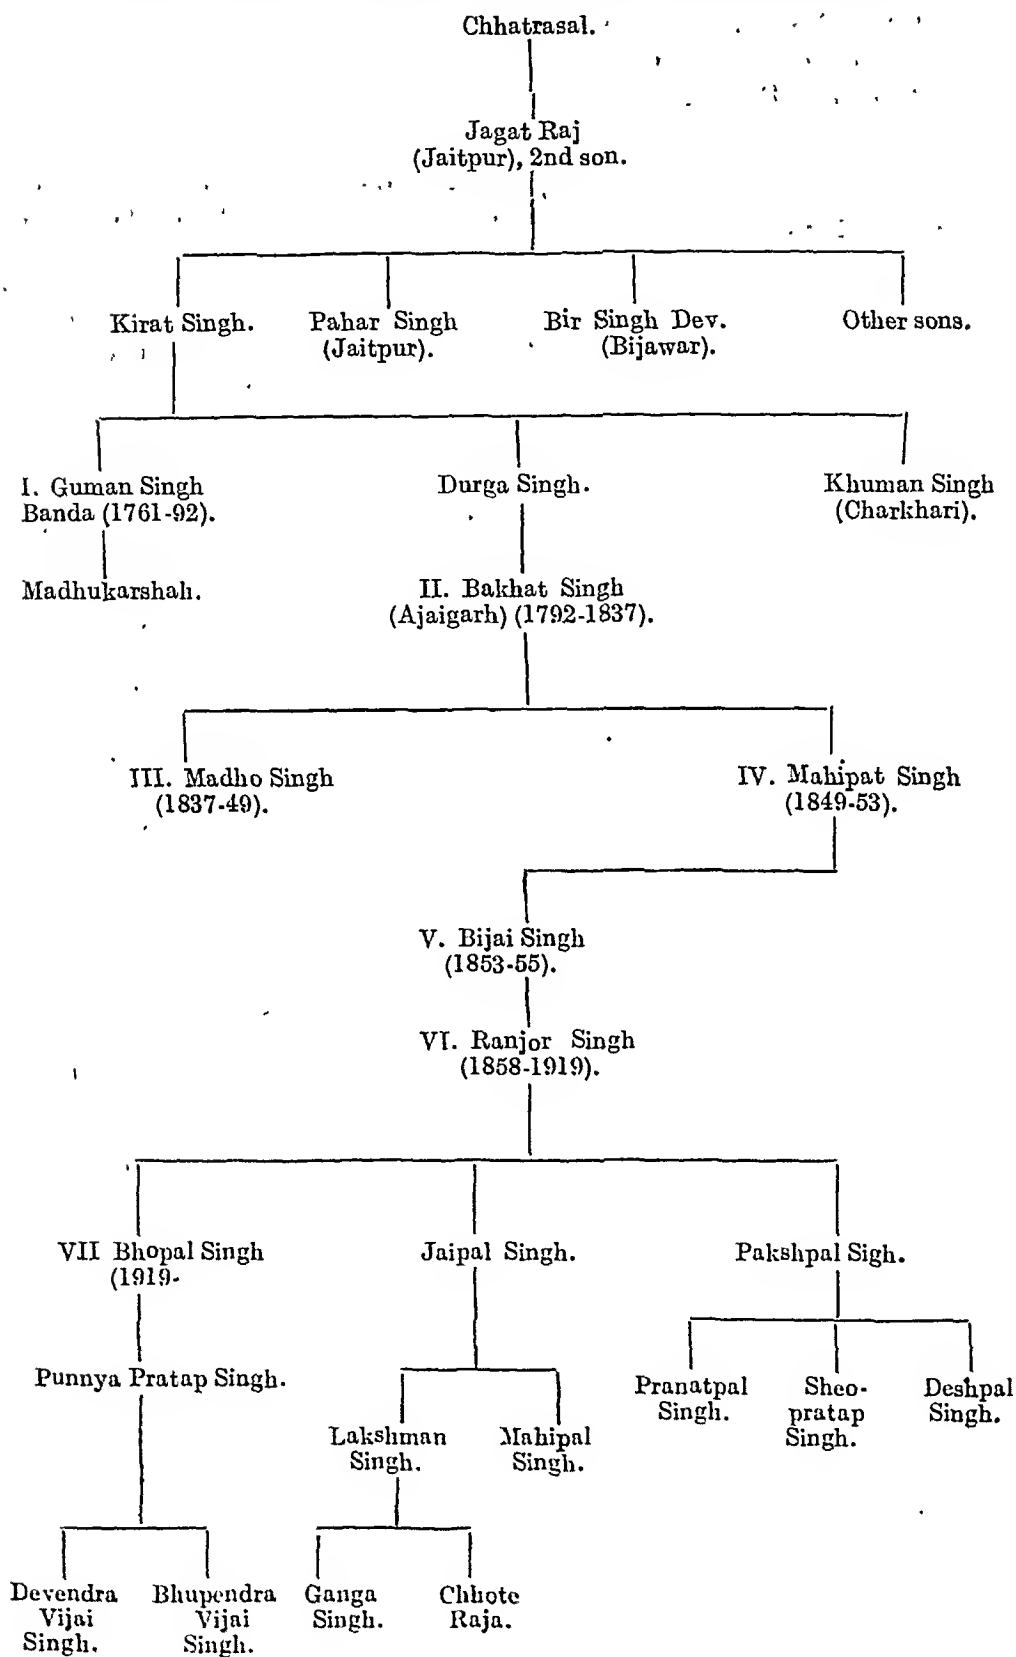 Chhatrasal.
Jagat Raj
(Jaitpur), 2nd son.
Kirat Singh.
Pahar Singh
(Jaitpur).
Bir Singh Dev.
(Bijawar).
Other sons.
I. Guman Singh
Banda (1761-92).
Durga Singh.
Khuman Singh
(Charkhari).
Madhukarshah.
II. Bakhat Singh
(Ajaigarh) (1792-1837).
III. Madho Singh
(1837-49).
IV. Mahipat Singh
(1849-53).
V. Bijai Singh
(1853-55).
VI. Ranjor Singh
(1858-1919).
VII Bhopal Singh
(1919-
Jaipal Singh.
Pakshpal Sigh.
Punnya Pratap Singh.
Lakshman
Singh.
Mahipal
Singh.
Pranatpal
Singh.
Sheo-
pratap
Singh.
Deshpal
Singh.
Devendra
Vijai
Singh.
Bhupendra
Vijai
Singh.
Ganga
Singh.
Chhote
Raja.